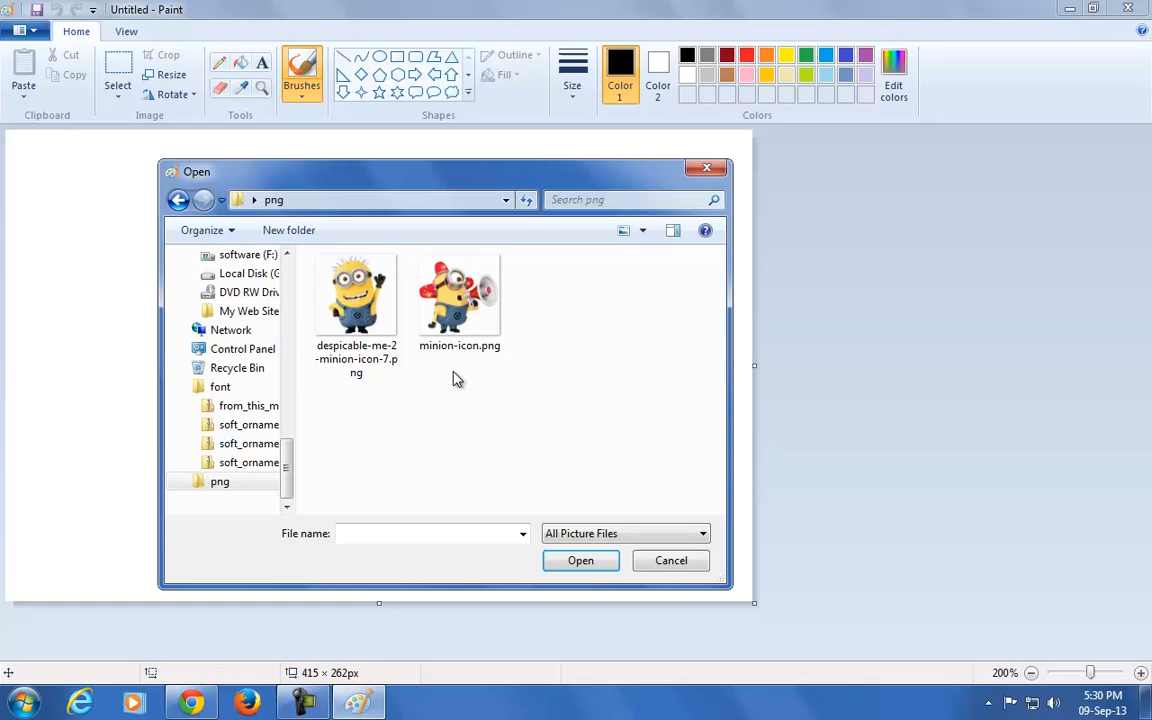 Untitled - Paint
Home View
Paste
Cut
Copy
Clipboard
Select
Crop
Resize
Rotate
Image
Tools
Brushes
Shapes
Outline
Fill
Size
Color 1
Color 2
Edit colors
Colors
Open
png
Search png
Organize New folder
software (F:)
Local Disk (G
DVD RW Driv
My Web Site
Network
Control Panel
Recycle Bin
font
from_this_m
soft_orname
soft_orname
soft_orname
png
despicable-me-2
-minion-icon-7.p
ng
minion-icon.png
File name:
All Picture Files
Open Cancel
415 × 262px
200%
5:30 PM
09-Sep-13